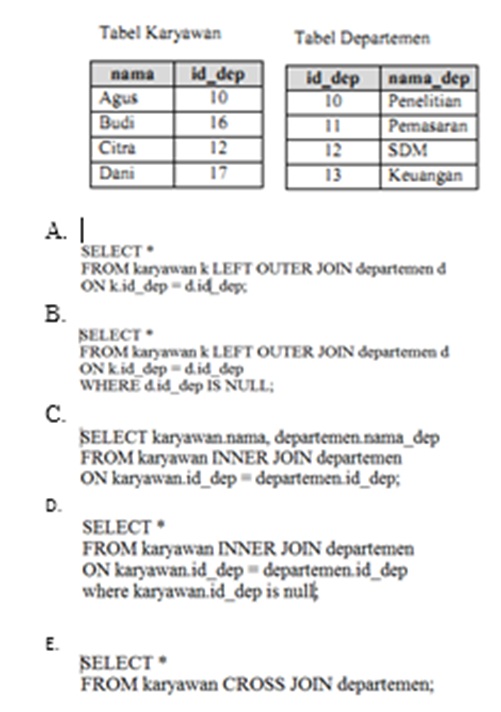 Tabel Karyawan
Tabel Departemen
nama id_dep
id_dep nama_dep
Agus 10
10 Penelitian
Budi 16
11 Pemasaran
Citra 12
12 SDM
Dani 17
13 Keuangan
A.
SELECT *
FROM karyawan k LEFT OUTER JOIN departemen d
ON k.id_dep = d.id_dep;
B.
SELECT *
FROM karyawan k LEFT OUTER JOIN departemen d
ON k.id_dep = d.id_dep
WHERE d.id_dep IS NULL;
C.
SELECT karyawan.nama, departemen.nama_dep
FROM karyawan INNER JOIN departemen
ON karyawan.id_dep = departemen.id_dep;
D.
SELECT *
FROM karyawan INNER JOIN departemen
ON karyawan.id_dep = departemen.id_dep
where karyawan.id_dep is null;
E.
SELECT *
FROM karyawan CROSS JOIN departemen;